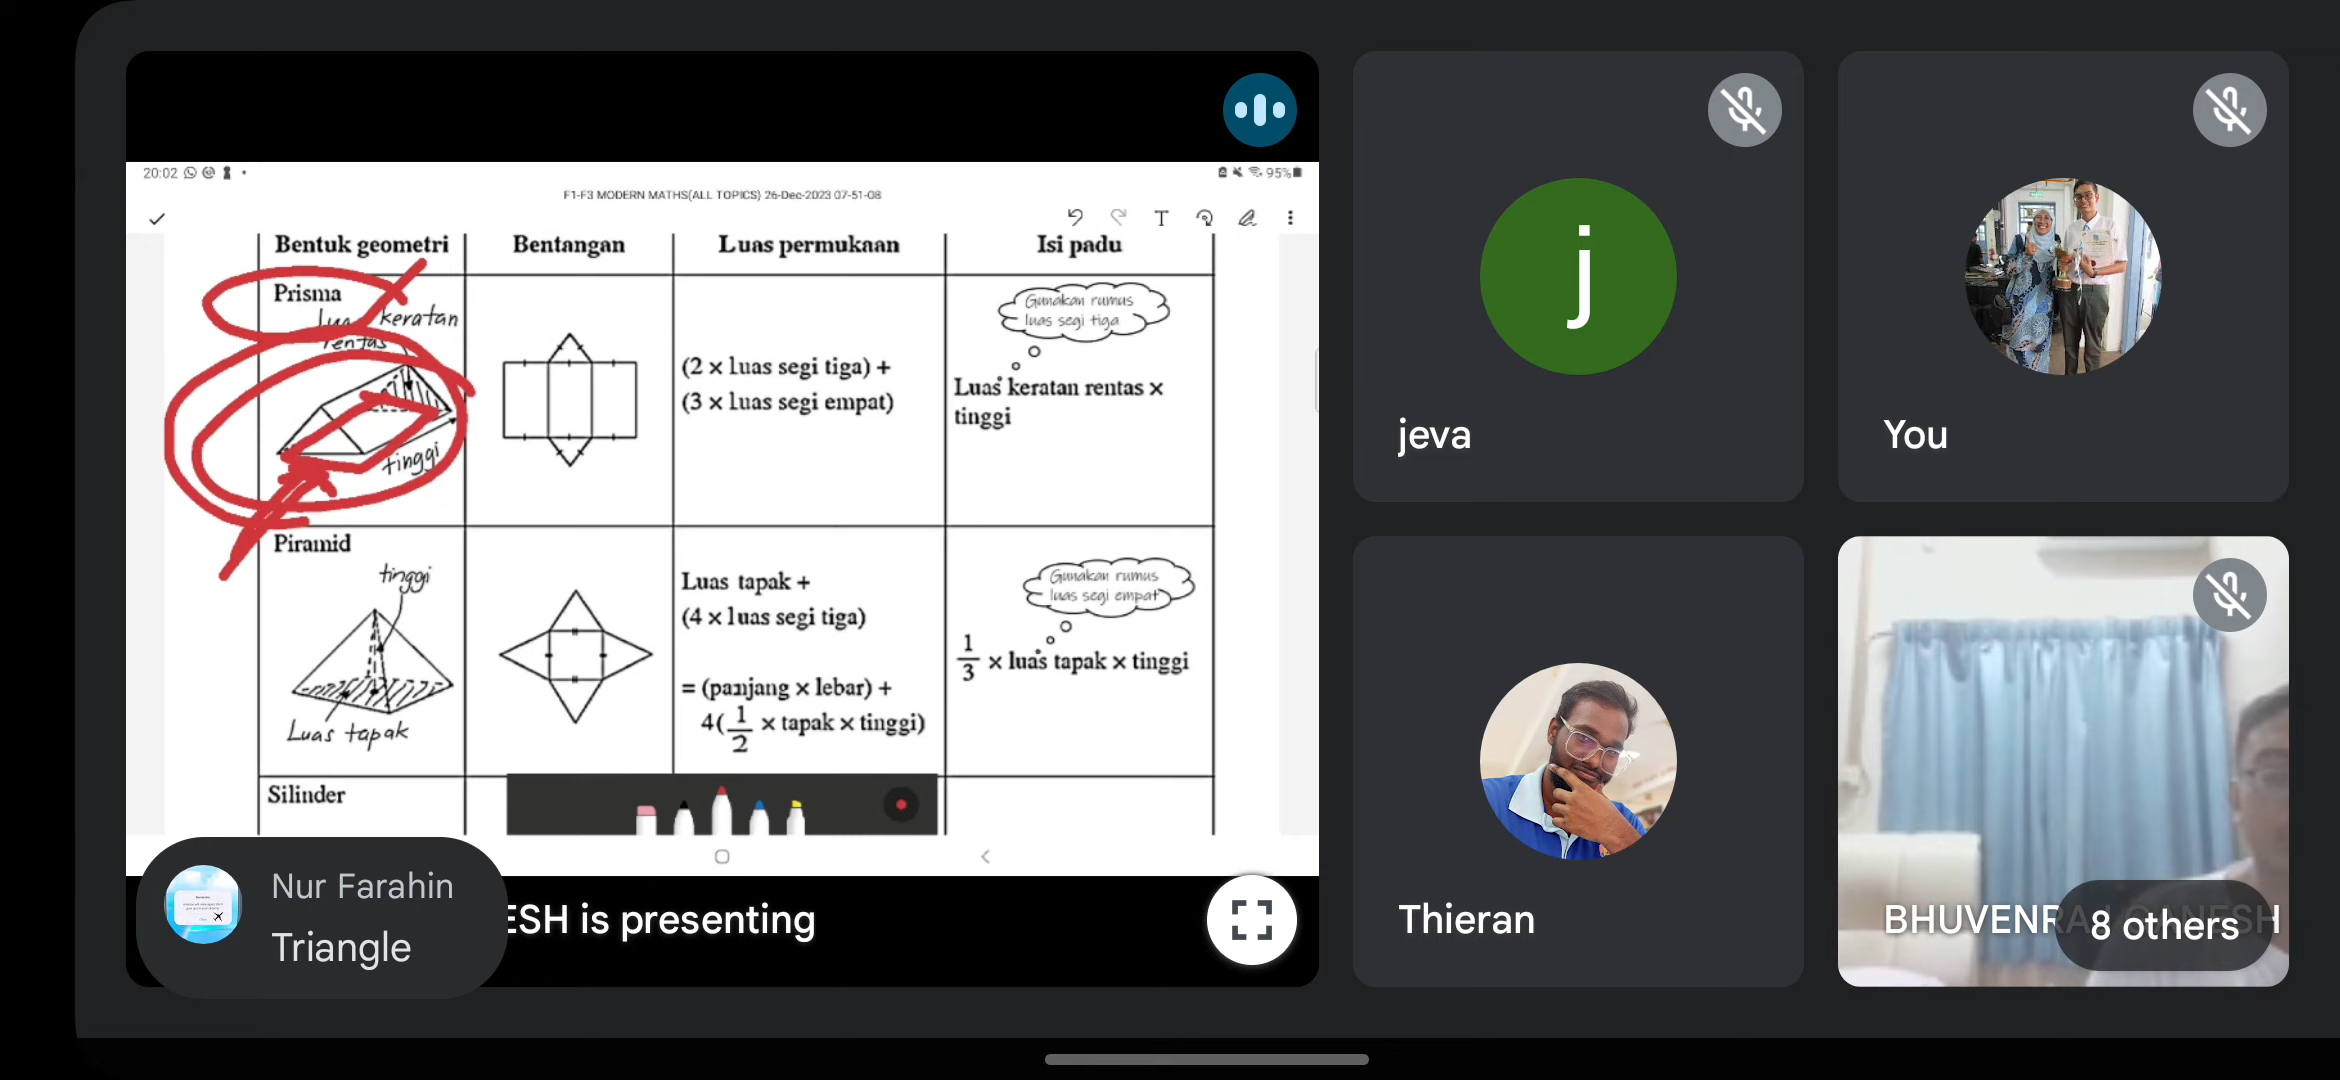 20:02
95%
F1-F3 MODERN MATHS(ALL TOPICS) 26-Dec-2023 07-51-08
T
Bentuk geometri
Bentangan
Luas permukaan
Isi padu
Prisma
keratan
rentas
tinggi
(2 × luas segi tiga) +
(3 × luas segi empat)
Gunakan rumus
luas segi tiga
Luas keratan rentas ×
tinggi
Piramid
tinggi
Luas tapak
Luas tapak +
(4 × luas segi tiga)
= (panjang × lebar) +
4(1/2 × tapak × tinggi)
Gunakan rumus
luas segi empat
1/3 × luas tapak × tinggi
Silinder
Nur Farahin
Triangle
ESH is presenting
j
jeva
You
Thieran
BHUVENRAJ GANESH
8 others